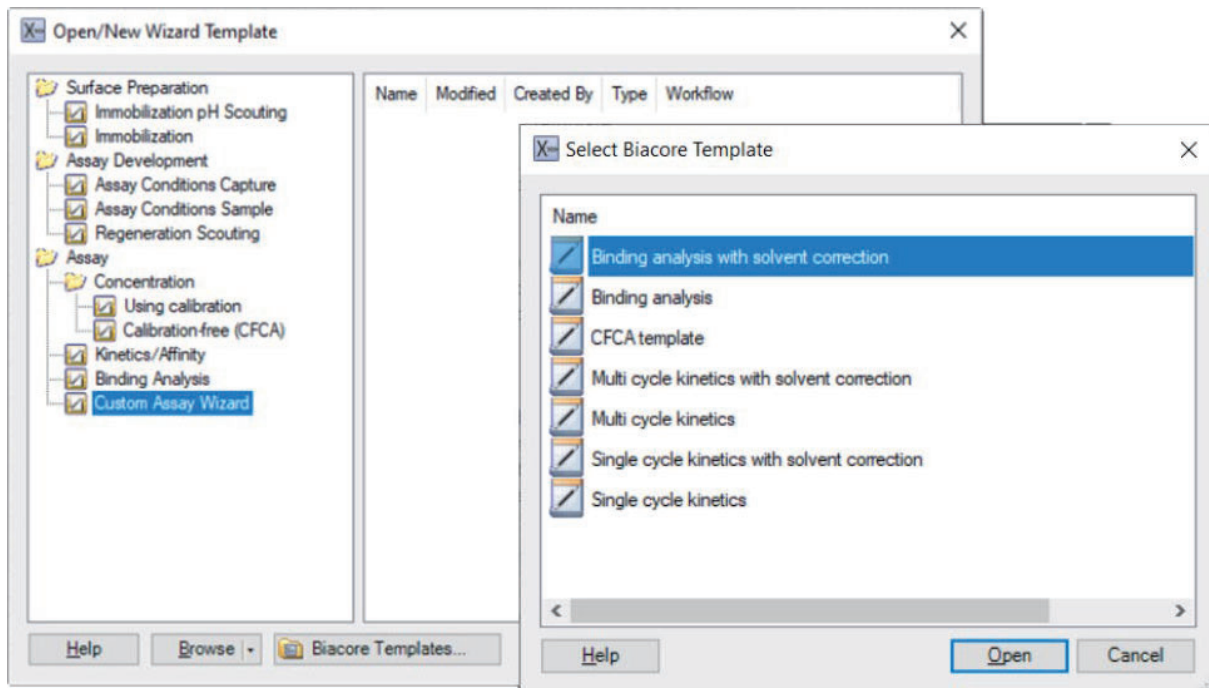 Open/New Wizard Template
Surface Preparation
Immobilization pH Scouting
Immobilization
Assay Development
Assay Conditions Capture
Assay Conditions Sample
Regeneration Scouting
Assay
Concentration
Using calibration
Calibration-free (CFCA)
Kinetics/Affinity
Binding Analysis
Custom Assay Wizard
Name Modified Created By Type Workflow
Help Browse Biacore Templates...
Select Biacore Template
Name
Binding analysis with solvent correction
Binding analysis
CFCA template
Multi cycle kinetics with solvent correction
Multi cycle kinetics
Single cycle kinetics with solvent correction
Single cycle kinetics
Help Open Cancel